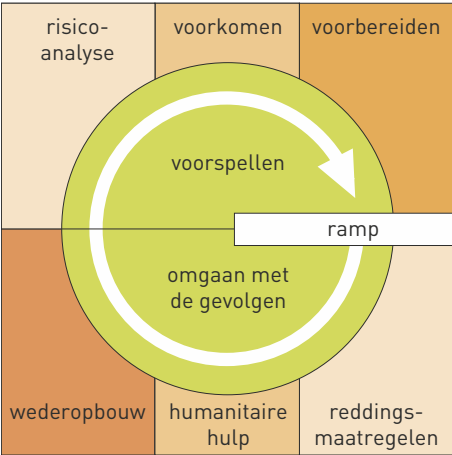 risico-
analyse
voorkomen
voorbereiden
voorspellen
ramp
omgaan met
de gevolgen
wederopbouw
humanitaire
hulp
reddings-
maatregelen